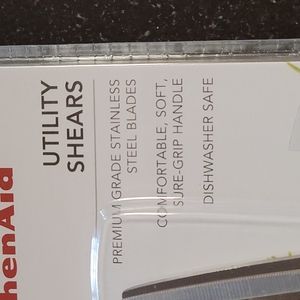 henAid
UTILITY
SHEARS
PREMIUM GRADE STAINLESS
STEEL BLADES
COMFORTABLE, SOFT,
SURE-GRIP HANDLE
DISHWASHER SAFE